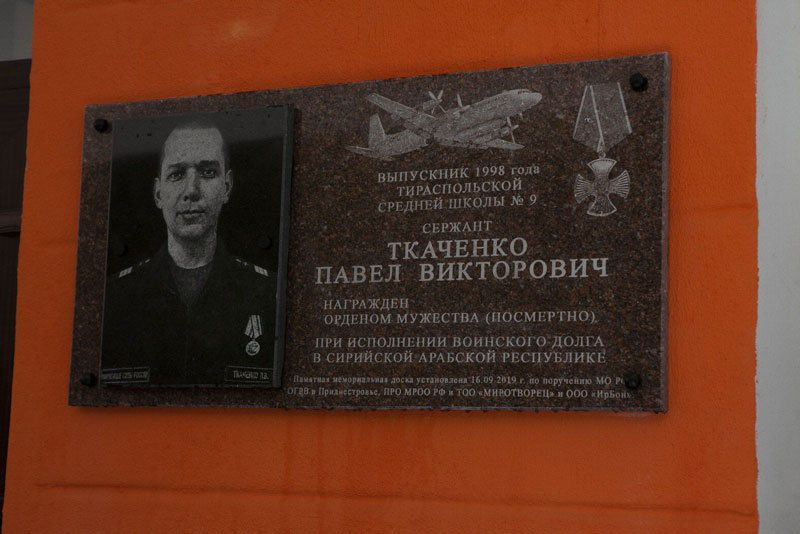 ВЫПУСКНИК 1998 года
ТИРАСПОЛЬСКОЙ
СРЕДНЕЙ ШКОЛЫ № 9
СЕРЖАНТ
ТКАЧЕНКО
ПАВЕЛ ВИКТОРОВИЧ
НАГРАЖДЕН
ОРДЕНОМ МУЖЕСТВА (ПОСМЕРТНО)
ПРИ ИСПОЛНЕНИИ ВОИНСКОГО ДОЛГА
В СИРИЙСКОЙ АРАБСКОЙ РЕСПУБЛИКЕ
Памятная мемориальная доска установлена 16.09.2019 г. по поручению МО
ОГРВ в Приднестровье, ПРО МРОО РФ и ТОО «МИРОТВОРЕЦ» и ООО «ИрБон»
ТКАЧЕНКО П.В.